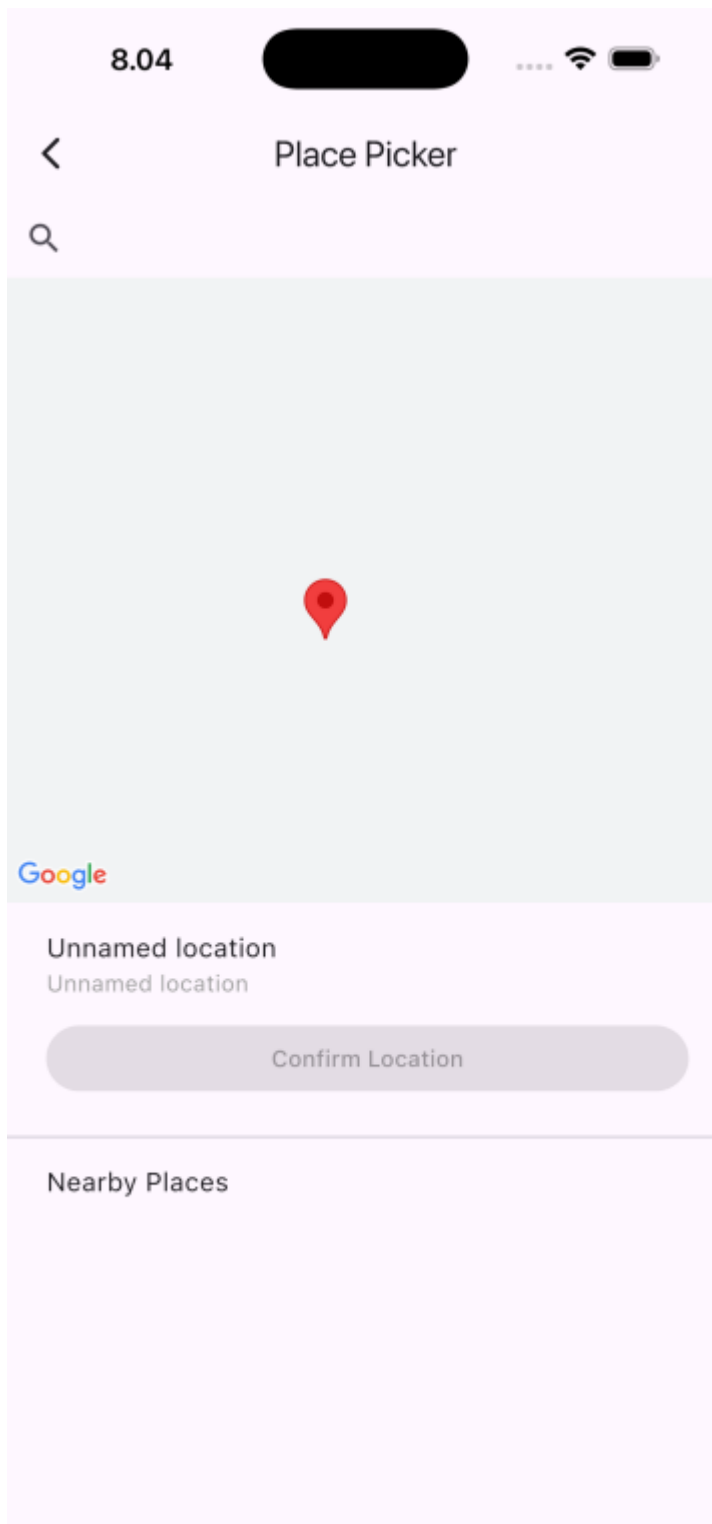 8.04
Place Picker
Google
Unnamed location
Unnamed location
Confirm Location
Nearby Places